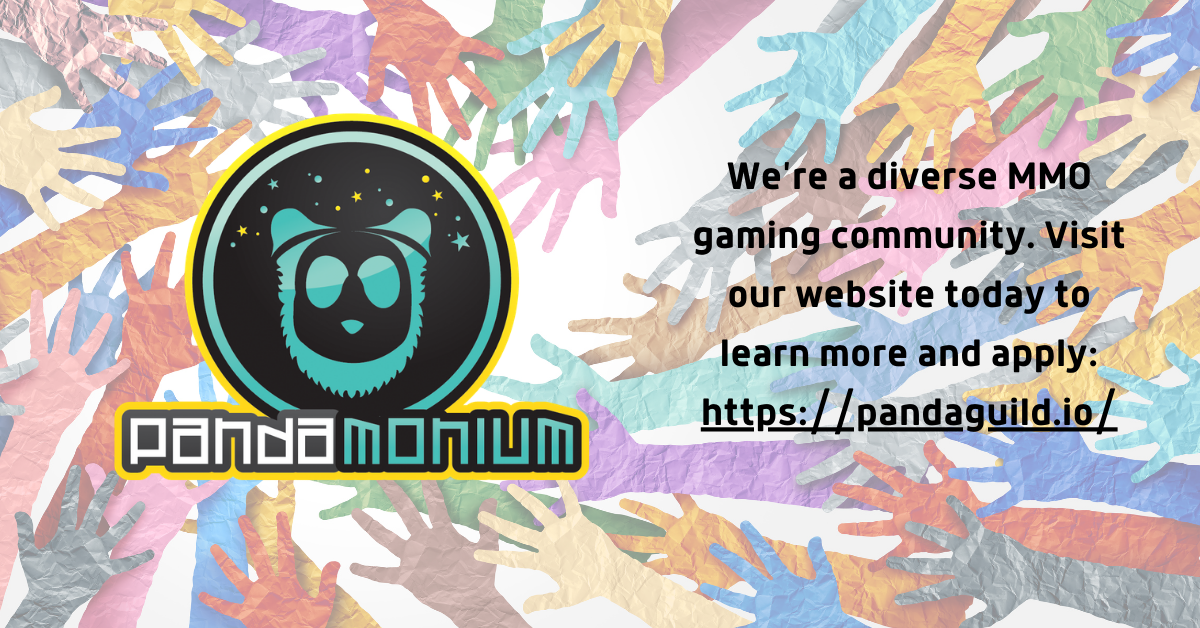 pandamonium
We're a diverse MMO
gaming community. Visit
our website today to
learn more and apply:
https://pandaguild.io/